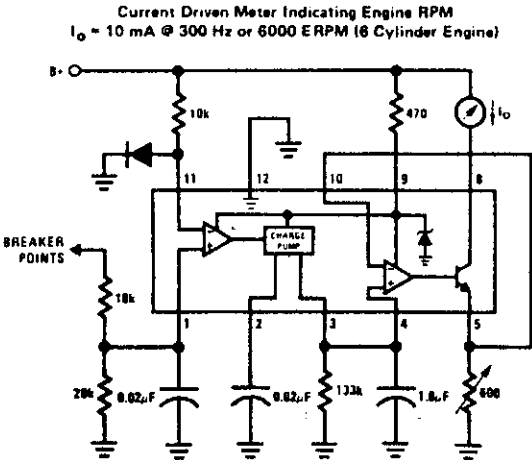 Current Driven Meter Indicating Engine RPM
I₀ = 10 mA @ 300 Hz or 6000 ERPM (6 Cylinder Engine)
B+
10k
470
I₀
11
12
10
9
8
CHARGE
PUMP
BREAKER
POINTS
10k
1
2
3
4
5
20k
0.02μF
0.02μF
133k
1.0μF
500